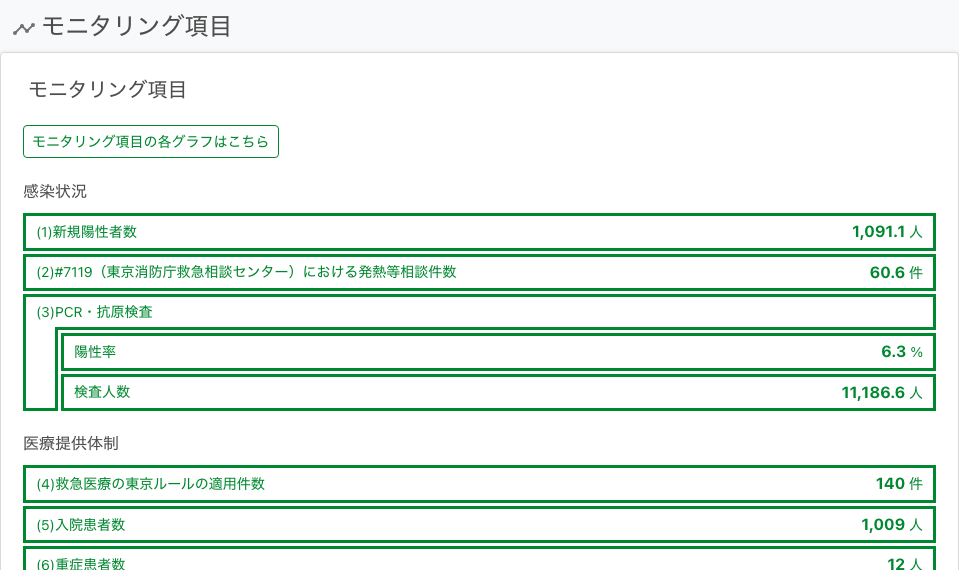 モニタリング項目
モニタリング項目
モニタリング項目の各グラフはこちら
感染状況
(1)新規陽性者数 1,091.1 人
(2)#7119（東京消防庁救急相談センター）における発熱等相談件数 60.6 件
(3)PCR・抗原検査
陽性率 6.3 %
検査人数 11,186.6 人
医療提供体制
(4)救急医療の東京ルールの適用件数 140 件
(5)入院患者数 1,009 人
(6)重症患者数 12 人